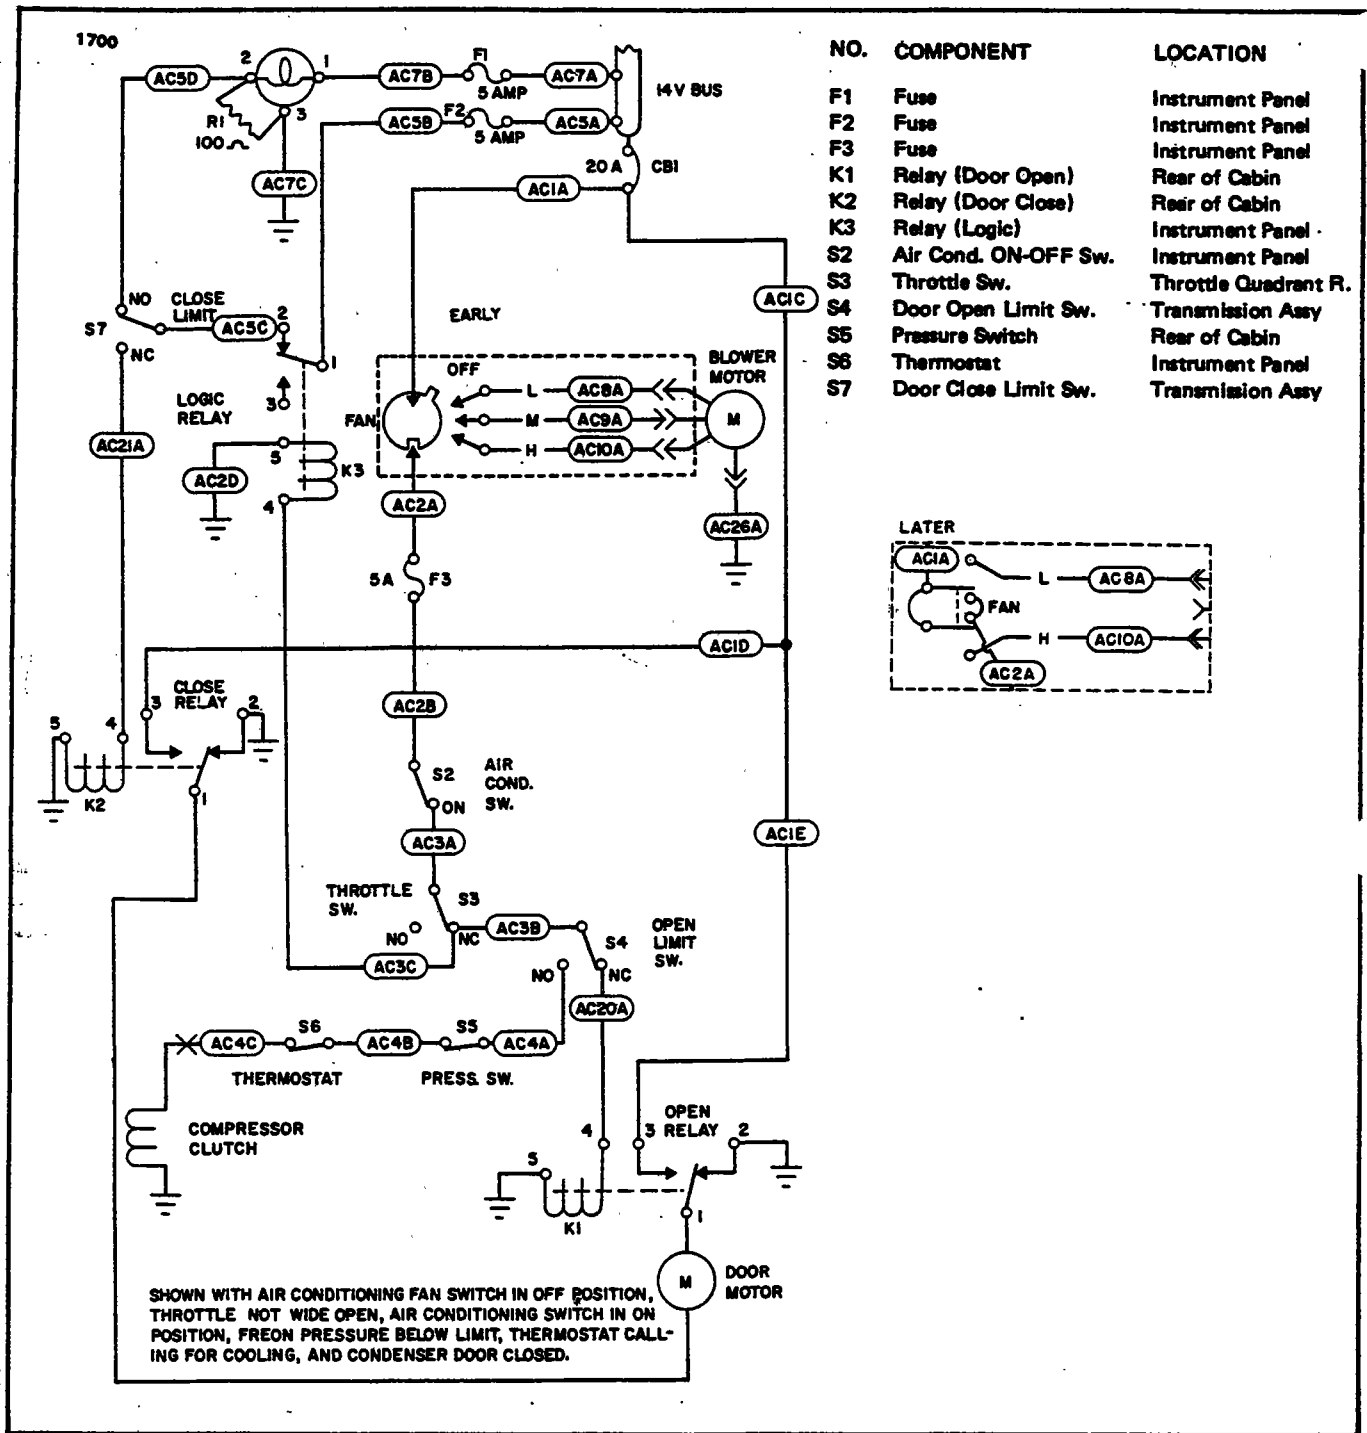 1700
NO. COMPONENT LOCATION
F1 Fuse Instrument Panel
F2 Fuse Instrument Panel
F3 Fuse Instrument Panel
K1 Relay (Door Open) Rear of Cabin
K2 Relay (Door Close) Rear of Cabin
K3 Relay (Logic) Instrument Panel
S2 Air Cond. ON-OFF Sw. Instrument Panel
S3 Throttle Sw. Throttle Quadrant R.
S4 Door Open Limit Sw. Transmission Assy
S5 Pressure Switch Rear of Cabin
S6 Thermostat Instrument Panel
S7 Door Close Limit Sw. Transmission Assy
AC5D 2 1 AC7B F1 AC7A
5 AMP
14V BUS
R1
100
3
AC5B F2 AC5A
5 AMP
20A CB1
AC7C
AC1A
AC1C
NO CLOSE
LIMIT
S7
AC5C 2
NC
1
EARLY
OFF
BLOWER
MOTOR
L AC8A
LOGIC
RELAY
3
FAN
M AC9A
M
H AC10A
AC21A
5
K3
AC2D
4
AC2A
AC26A
5A F3
LATER
AC1A
L AC8A
FAN
H AC10A
AC2A
AC1D
CLOSE
RELAY
3 2
AC2B
5 4
K2
1
S2
AIR
COND.
SW.
ON
AC3A
AC1E
THROTTLE
SW.
S3
NO NC
AC3B
OPEN
LIMIT
SW.
S4
AC3C
NO NC
AC20A
AC4C S6 AC4B S5 AC4A
THERMOSTAT PRESS. SW.
COMPRESSOR
CLUTCH
OPEN
RELAY
4 3 2
5
K1
1
M
DOOR
MOTOR
SHOWN WITH AIR CONDITIONING FAN SWITCH IN OFF POSITION,
THROTTLE NOT WIDE OPEN, AIR CONDITIONING SWITCH IN ON
POSITION, FREON PRESSURE BELOW LIMIT, THERMOSTAT CALL-
ING FOR COOLING, AND CONDENSER DOOR CLOSED.